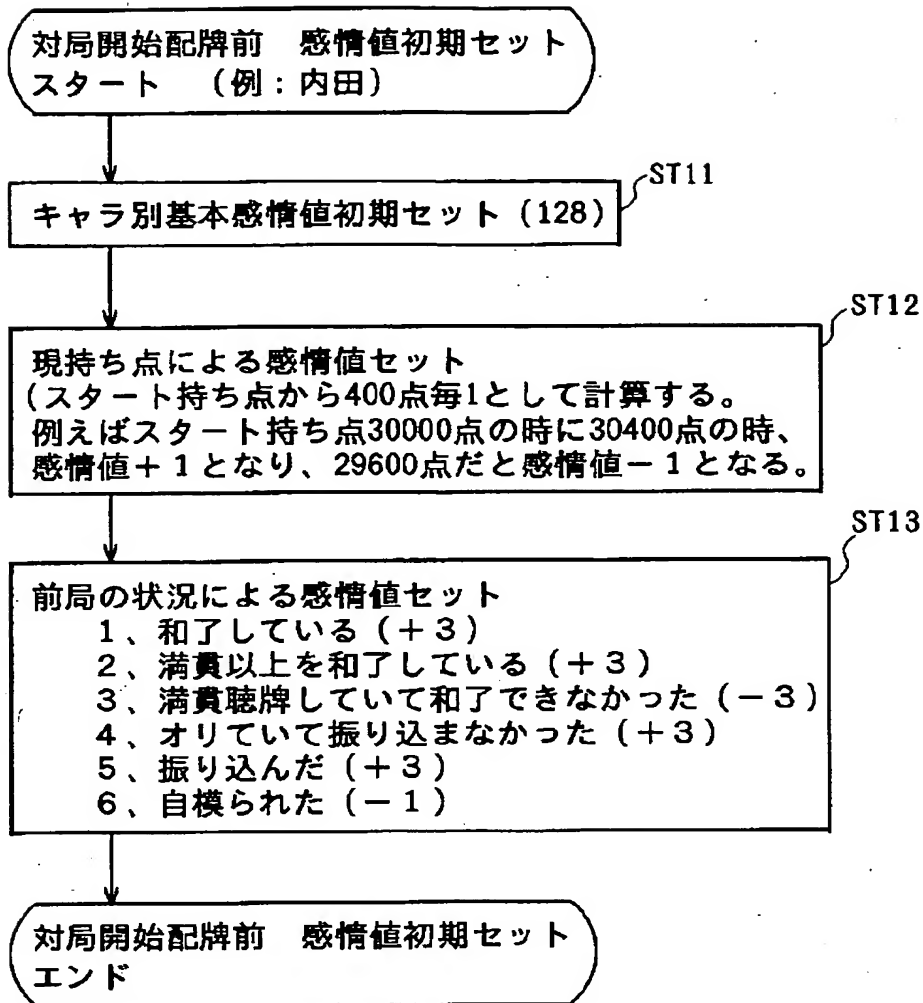 対局開始配牌前　感情値初期セット
スタート　（例：内田）
ST11
キャラ別基本感情値初期セット（128）
ST12
現持ち点による感情値セット
（スタート持ち点から400点毎1として計算する。
例えばスタート持ち点30000点の時に30400点の時、
感情値＋１となり、29600点だと感情値－１となる。
ST13
前局の状況による感情値セット
１、和了している（＋３）
２、満貫以上を和了している（＋３）
３、満貫聴牌していて和了できなかった（－３）
４、オリていて振り込まなかった（＋３）
５、振り込んだ（＋３）
６、自模られた（－１）
対局開始配牌前　感情値初期セット
エンド